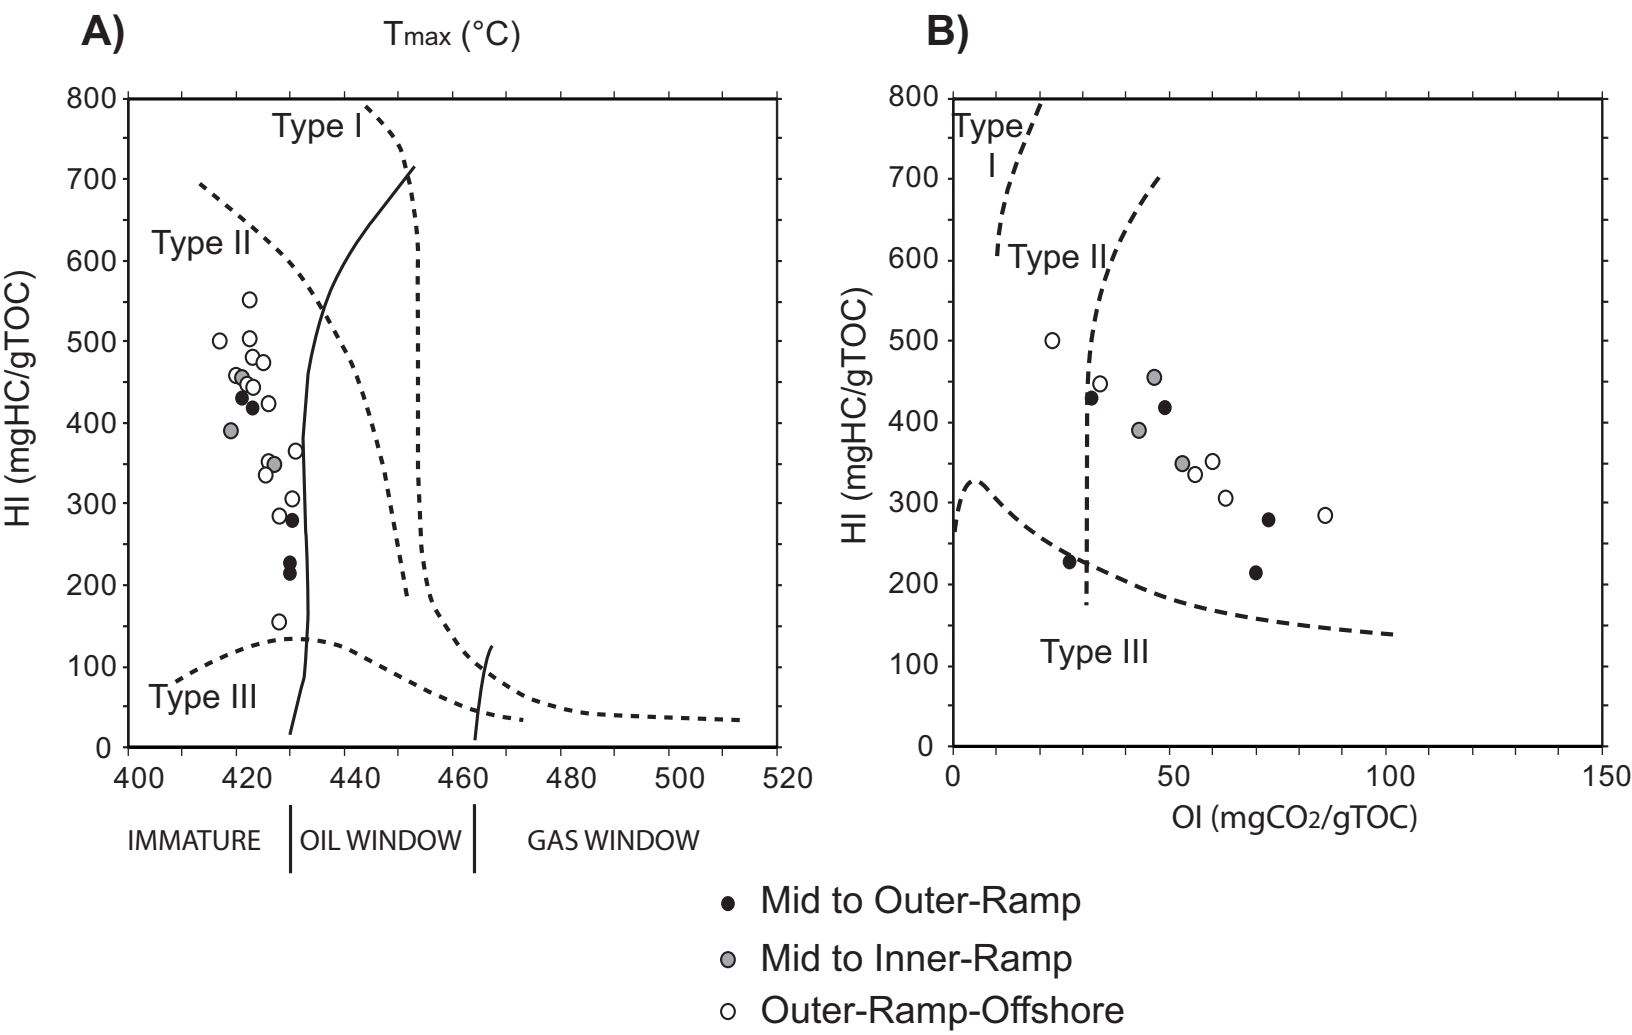 A)
Tmax (°C)
800
700
600
500
400
300
200
100
0
HI (mgHC/gTOC)
Type I
Type II
Type III
400 420 440 460 480 500 520
IMMATURE OIL WINDOW GAS WINDOW
B)
800
700
600
500
400
300
200
100
0
HI (mgHC/gTOC)
Type
I
Type II
Type III
0 50 100 150
OI (mgCO2/gTOC)
Mid to Outer-Ramp
Mid to Inner-Ramp
Outer-Ramp-Offshore